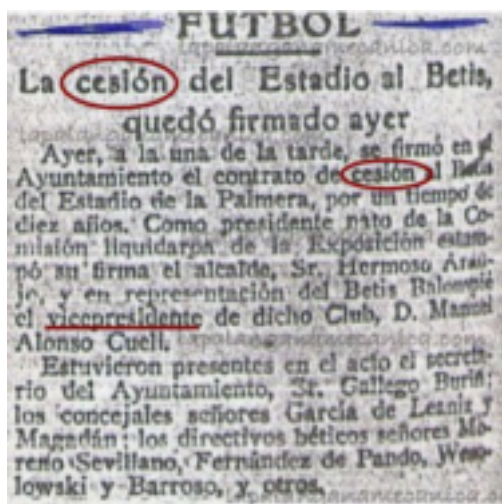 FUTBOL
La cesión del Estadio al Betis,
quedó firmado ayer
Ayer, a la una de la tarde, se firmó en el
Ayuntamiento el contrato de cesión al Betis
del Estadio de la Palmera, por un tiempo de
diez años. Como presidente nato de la Co-
misión liquidarpa de la Exposición estam-
pó su firma el alcalde, Sr. Hermoso Arau-
jo, y en representación del Betis Balompié
el vicepresidente de dicho Club, D. Manuel
Alonso Cueli.
Estuvieron presentes en el acto el secreta-
rio del Ayuntamiento, Sr. Gallego Burín;
los concejales señores García de Leaniz y
Magadán; los directivos béticos señores Mo-
reno Sevillano, Fernández de Pando,
lowski y Barroso, y otros.